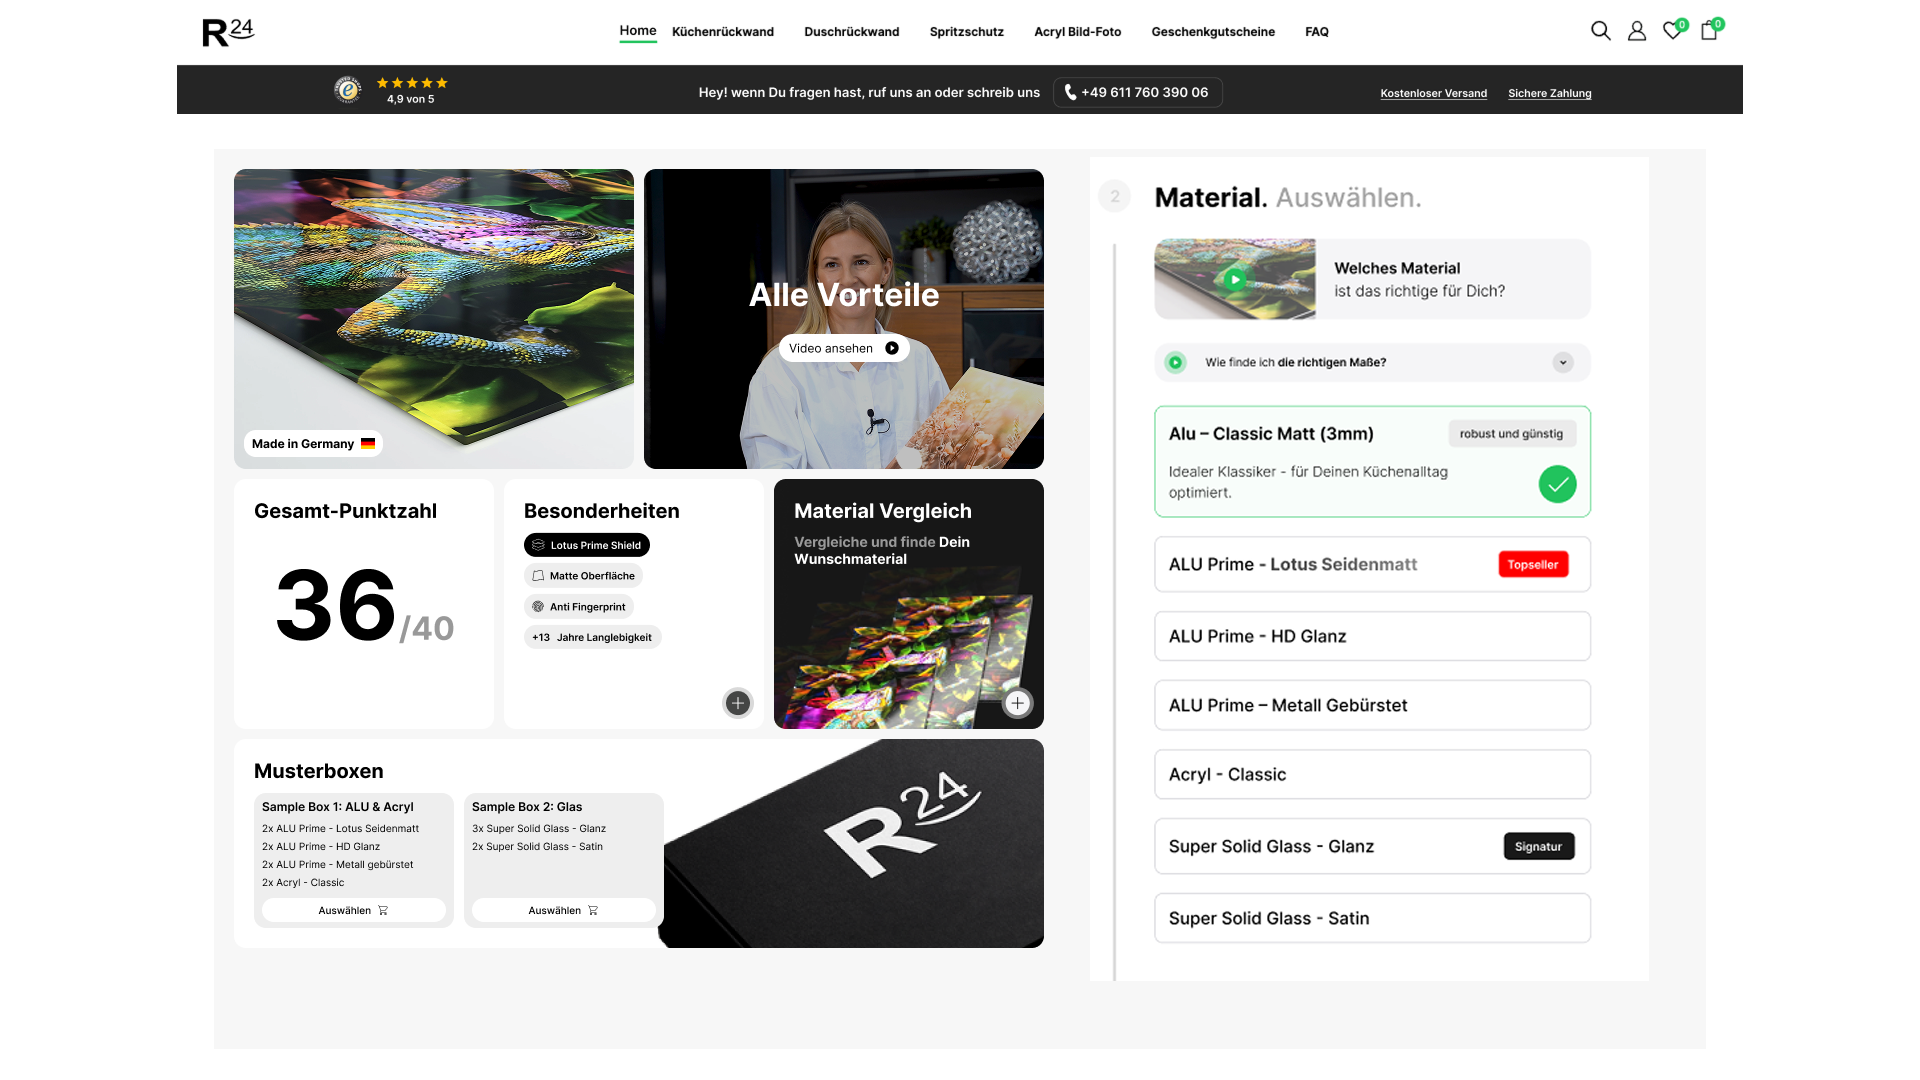 R24
Home
Küchenrückwand
Duschrückwand
Spritzschutz
Acryl Bild-Foto
Geschenkgutscheine
FAQ
0
0
4,9 von 5
Hey! wenn Du fragen hast, ruf uns an oder schreib uns
+49 611 760 390 06
Kostenloser Versand
Sichere Zahlung
Made in Germany
Alle Vorteile
Video ansehen
Gesamt-Punktzahl
36/40
Besonderheiten
Lotus Prime Shield
Matte Oberfläche
Anti Fingerprint
+13 Jahre Langlebigkeit
Material Vergleich
Vergleiche und finde Dein
Wunschmaterial
Musterboxen
Sample Box 1: ALU & Acryl
2x ALU Prime - Lotus Seidenmatt
2x ALU Prime - HD Glanz
2x ALU Prime - Metall gebürstet
2x Acryl - Classic
Auswählen
Sample Box 2: Glas
3x Super Solid Glass - Glanz
2x Super Solid Glass - Satin
Auswählen
R24
2
Material. Auswählen.
Welches Material
ist das richtige für Dich?
Wie finde ich die richtigen Maße?
Alu – Classic Matt (3mm)
robust und günstig
Idealer Klassiker - für Deinen Küchenalltag
optimiert.
ALU Prime - Lotus Seidenmatt
Topseller
ALU Prime - HD Glanz
ALU Prime – Metall Gebürstet
Acryl - Classic
Super Solid Glass - Glanz
Signatur
Super Solid Glass - Satin